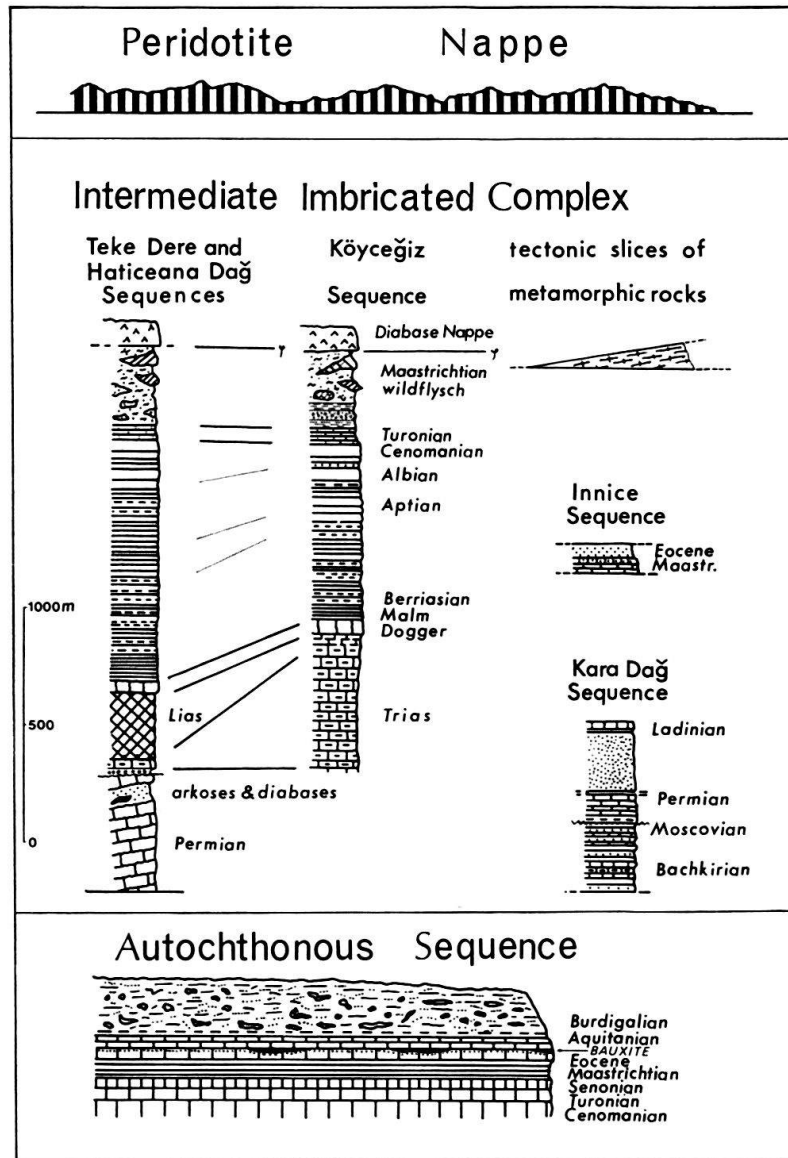 Peridotite Nappe
Intermediate Imbricated Complex
Teke Dere and
Haticeana Dağ
Sequences
Köyceğiz
Sequence
tectonic slices of
metamorphic rocks
Diabase Nappe
Maastrichtian
wildflysch
Turonian
Cenomanian
Albian
Aptian
Berriasian
Malm
Dogger
Trias
Lias
arkoses & diabases
Permian
1000m
500
0
Innice
Sequence
Eocene
Maastr.
Kara Dağ
Sequence
Ladinian
Permian
Moscovian
Bachkirian
Autochthonous Sequence
Burdigalian
Aquitanian
BAUXITE
Eocene
Maastrichtian
Senonian
Turonian
Cenomanian